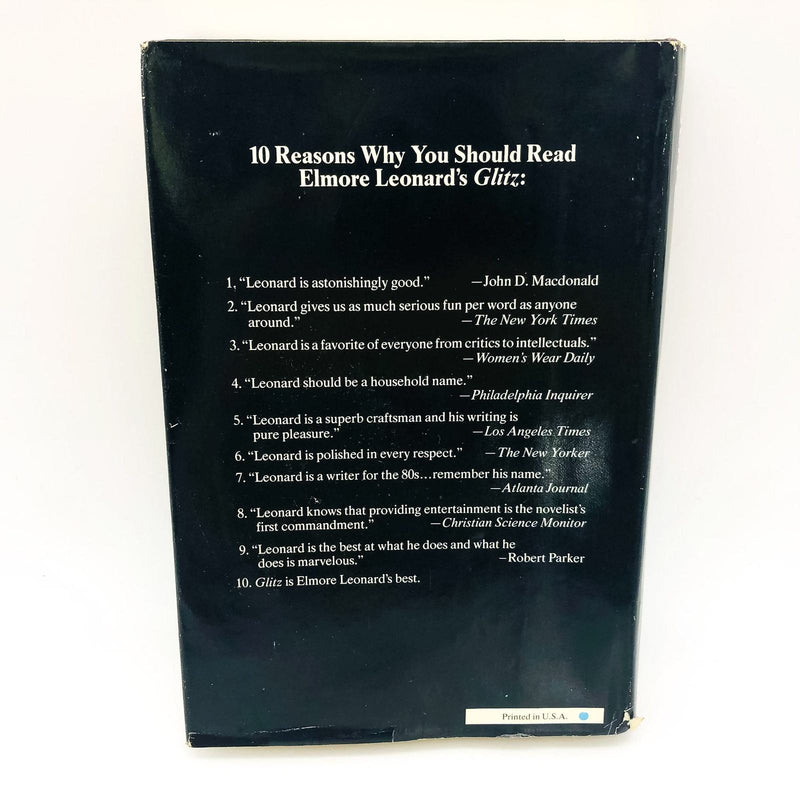 10 Reasons Why You Should Read
Elmore Leonard's Glitz:
1. “Leonard is astonishingly good.” —John D. Macdonald
2. “Leonard gives us as much serious fun per word as anyone
around.” —The New York Times
3. “Leonard is a favorite of everyone from critics to intellectuals.”
—Women's Wear Daily
4. “Leonard should be a household name.”
—Philadelphia Inquirer
5. “Leonard is a superb craftsman and his writing is
pure pleasure.” —Los Angeles Times
6. “Leonard is polished in every respect.” —The New Yorker
7. “Leonard is a writer for the 80s...remember his name.”
—Atlanta Journal
8. “Leonard knows that providing entertainment is the novelist's
first commandment.” —Christian Science Monitor
9. “Leonard is the best at what he does and what he
does is marvelous.” —Robert Parker
10. Glitz is Elmore Leonard's best.
Printed in U.S.A.